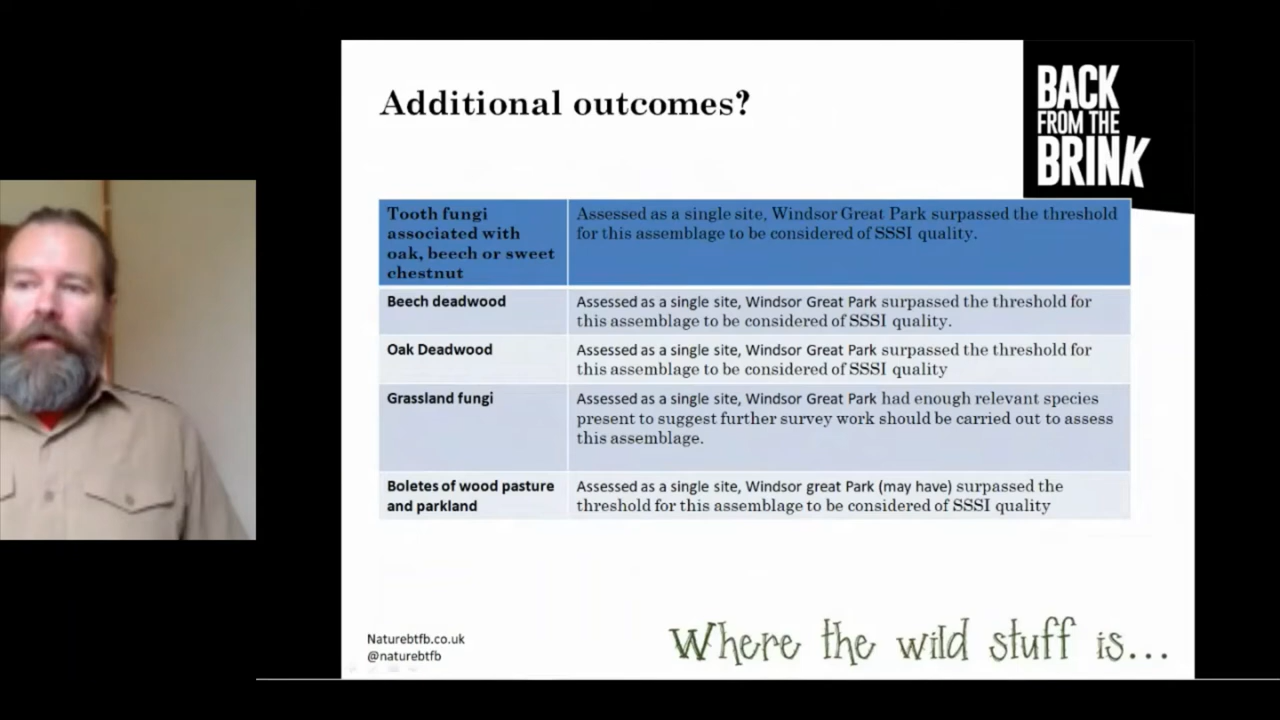 Additional outcomes?
BACK
FROM THE
BRINK
Tooth fungi
associated with
oak, beech or sweet
chestnut
Assessed as a single site, Windsor Great Park surpassed the threshold
for this assemblage to be considered of SSSI quality.
Beech deadwood
Assessed as a single site, Windsor Great Park surpassed the threshold for
this assemblage to be considered of SSSI quality.
Oak Deadwood
Assessed as a single site, Windsor Great Park surpassed the threshold for
this assemblage to be considered of SSSI quality
Grassland fungi
Assessed as a single site, Windsor Great Park had enough relevant species
present to suggest further survey work should be carried out to assess
this assemblage.
Boletes of wood pasture
and parkland
Assessed as a single site, Windsor great Park (may have) surpassed the
threshold for this assemblage to be considered of SSSI quality
Naturebtfb.co.uk
@naturebtfb
Where the wild stuff is...